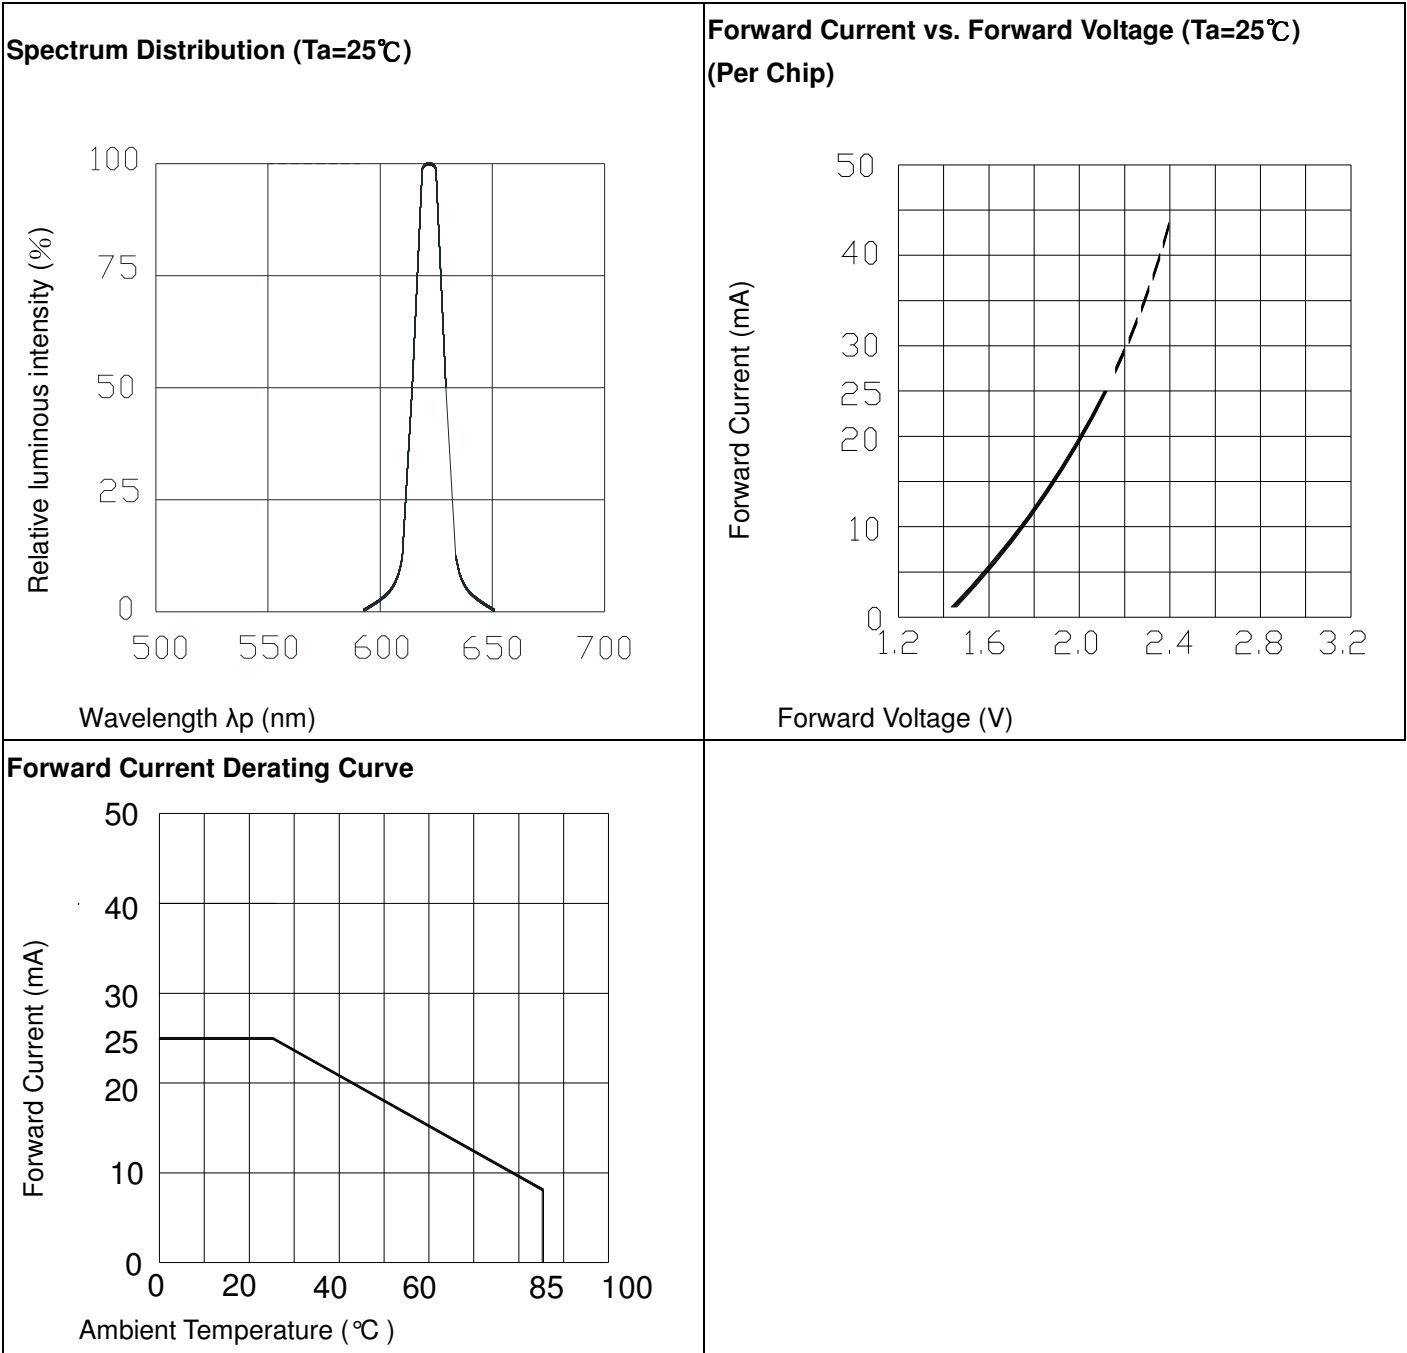 Spectrum Distribution (Ta=25℃)
100
75
50
25
0
500 550 600 650 700
Relative luminous intensity (%)
Wavelength λp (nm)
Forward Current vs. Forward Voltage (Ta=25℃)
(Per Chip)
50
40
30
25
20
10
0
1.2 1.6 2.0 2.4 2.8 3.2
Forward Current (mA)
Forward Voltage (V)
Forward Current Derating Curve
50
40
30
25
20
10
0
0 20 40 60 85 100
Forward Current (mA)
Ambient Temperature (℃ )